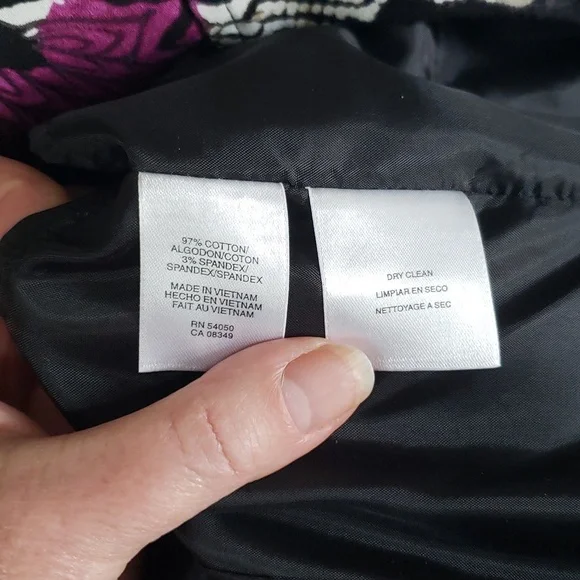 97% COTTON/
ALGODON/COTON
3% SPANDEX/
SPANDEX/SPANDEX
MADE IN VIETNAM
HECHO EN VIETNAM
FAIT AU VIETNAM
RN 54050
CA 08349
DRY CLEAN
LIMPIAR EN SECO
NETTOYAGE A SEC